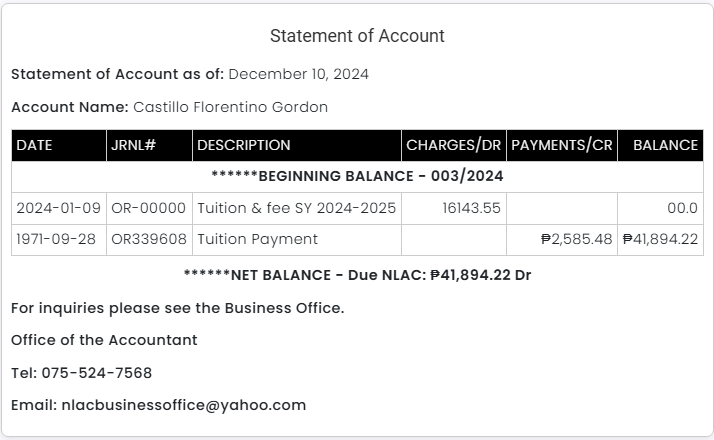 Statement of Account
Statement of Account as of: December 10, 2024
Account Name: Castillo Florentino Gordon
DATE JRNL# DESCRIPTION CHARGES/DR PAYMENTS/CR BALANCE
******BEGINNING BALANCE - 003/2024
2024-01-09 OR-00000 Tuition & fee SY 2024-2025 16143.55 00.0
1971-09-28 OR339608 Tuition Payment ₱2,585.48 ₱41,894.22
******NET BALANCE - Due NLAC: ₱41,894.22 Dr
For inquiries please see the Business Office.
Office of the Accountant
Tel: 075-524-7568
Email: nlacbusinessoffice@yahoo.com